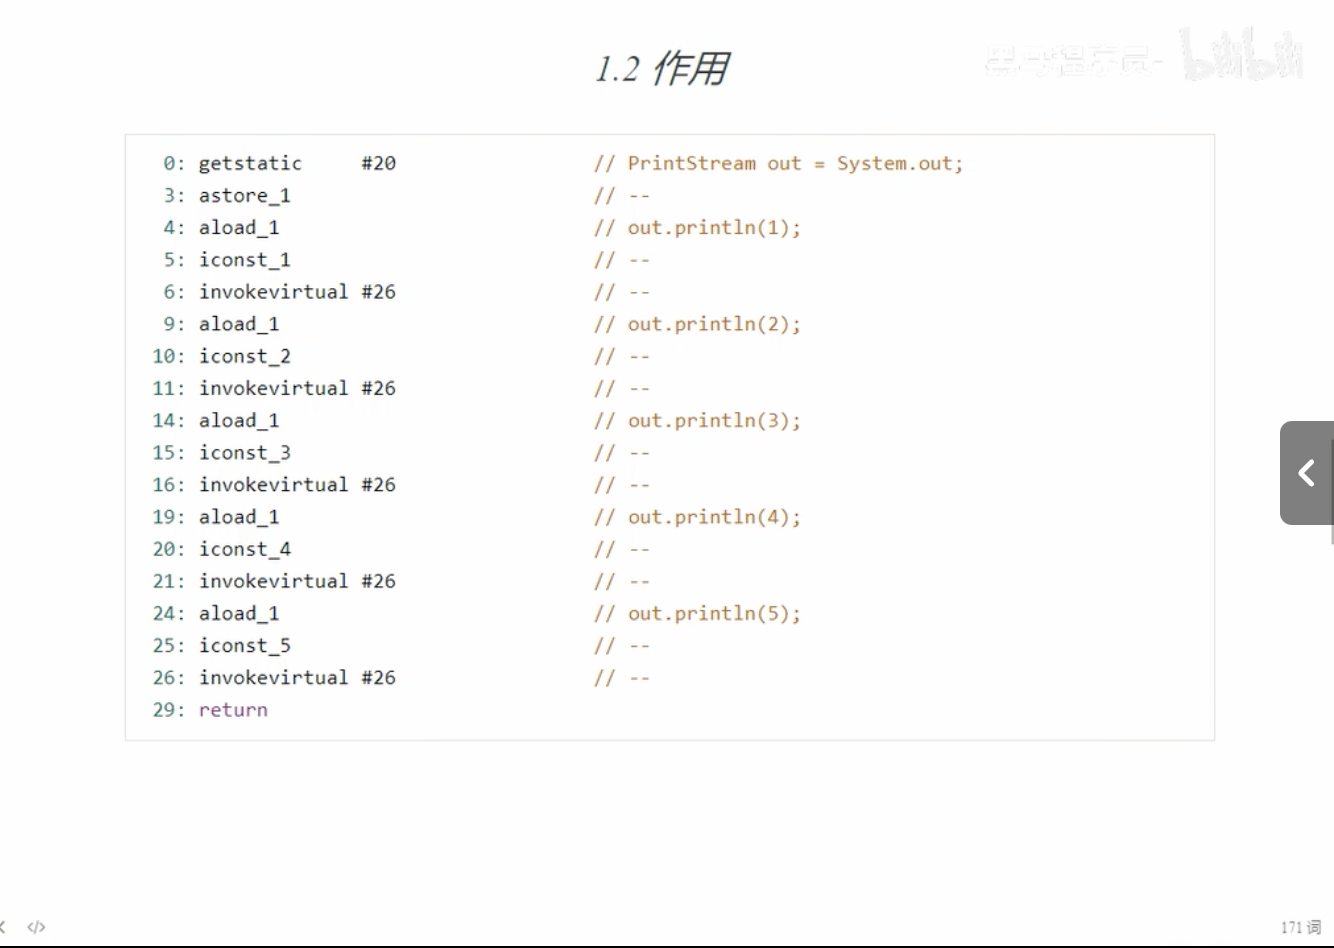 1.2 作用
黑马程序员- bilibili
0: getstatic #20 // PrintStream out = System.out;
3: astore_1 // --
4: aload_1 // out.println(1);
5: iconst_1 // --
6: invokevirtual #26 // --
9: aload_1 // out.println(2);
10: iconst_2 // --
11: invokevirtual #26 // --
14: aload_1 // out.println(3);
15: iconst_3 // --
16: invokevirtual #26 // --
19: aload_1 // out.println(4);
20: iconst_4 // --
21: invokevirtual #26 // --
24: aload_1 // out.println(5);
25: iconst_5 // --
26: invokevirtual #26 // --
29: return
</> 171 词